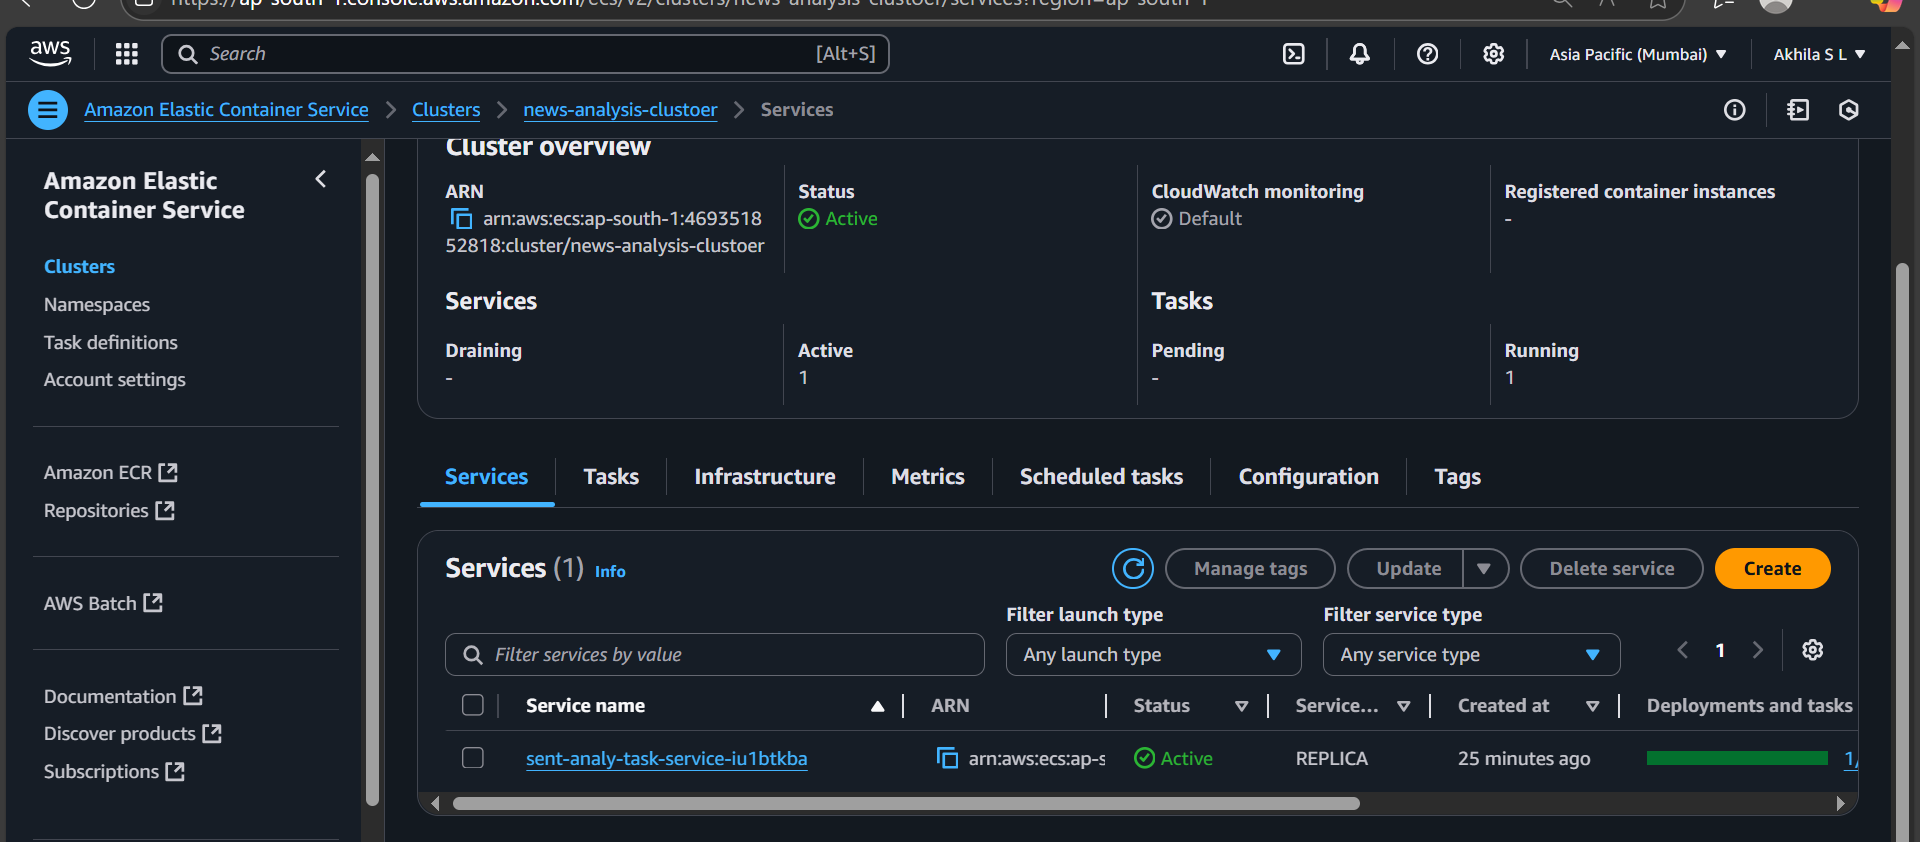 https://ap-south-1.console.aws.amazon.com/ecs/v2/clusters/news-analysis-clustoer/services?region=ap-south-1
aws
Search [Alt+S]
Asia Pacific (Mumbai)
Akhila S L
Amazon Elastic Container Service
Clusters
news-analysis-clustoer
Services
Amazon Elastic
Container Service
Clusters
Namespaces
Task definitions
Account settings
Amazon ECR
Repositories
AWS Batch
Documentation
Discover products
Subscriptions
Cluster overview
ARN
arn:aws:ecs:ap-south-1:4693518
52818:cluster/news-analysis-clustoer
Status
Active
CloudWatch monitoring
Default
Registered container instances
-
Services
Draining
-
Active
1
Tasks
Pending
-
Running
1
Services
Tasks
Infrastructure
Metrics
Scheduled tasks
Configuration
Tags
Services (1) Info
Manage tags
Update
Delete service
Create
Filter services by value
Filter launch type
Any launch type
Filter service type
Any service type
1
Service name
ARN
Status
Service...
Created at
Deployments and tasks
sent-analy-task-service-iu1btkba
arn:aws:ecs:ap-s
Active
REPLICA
25 minutes ago
1/